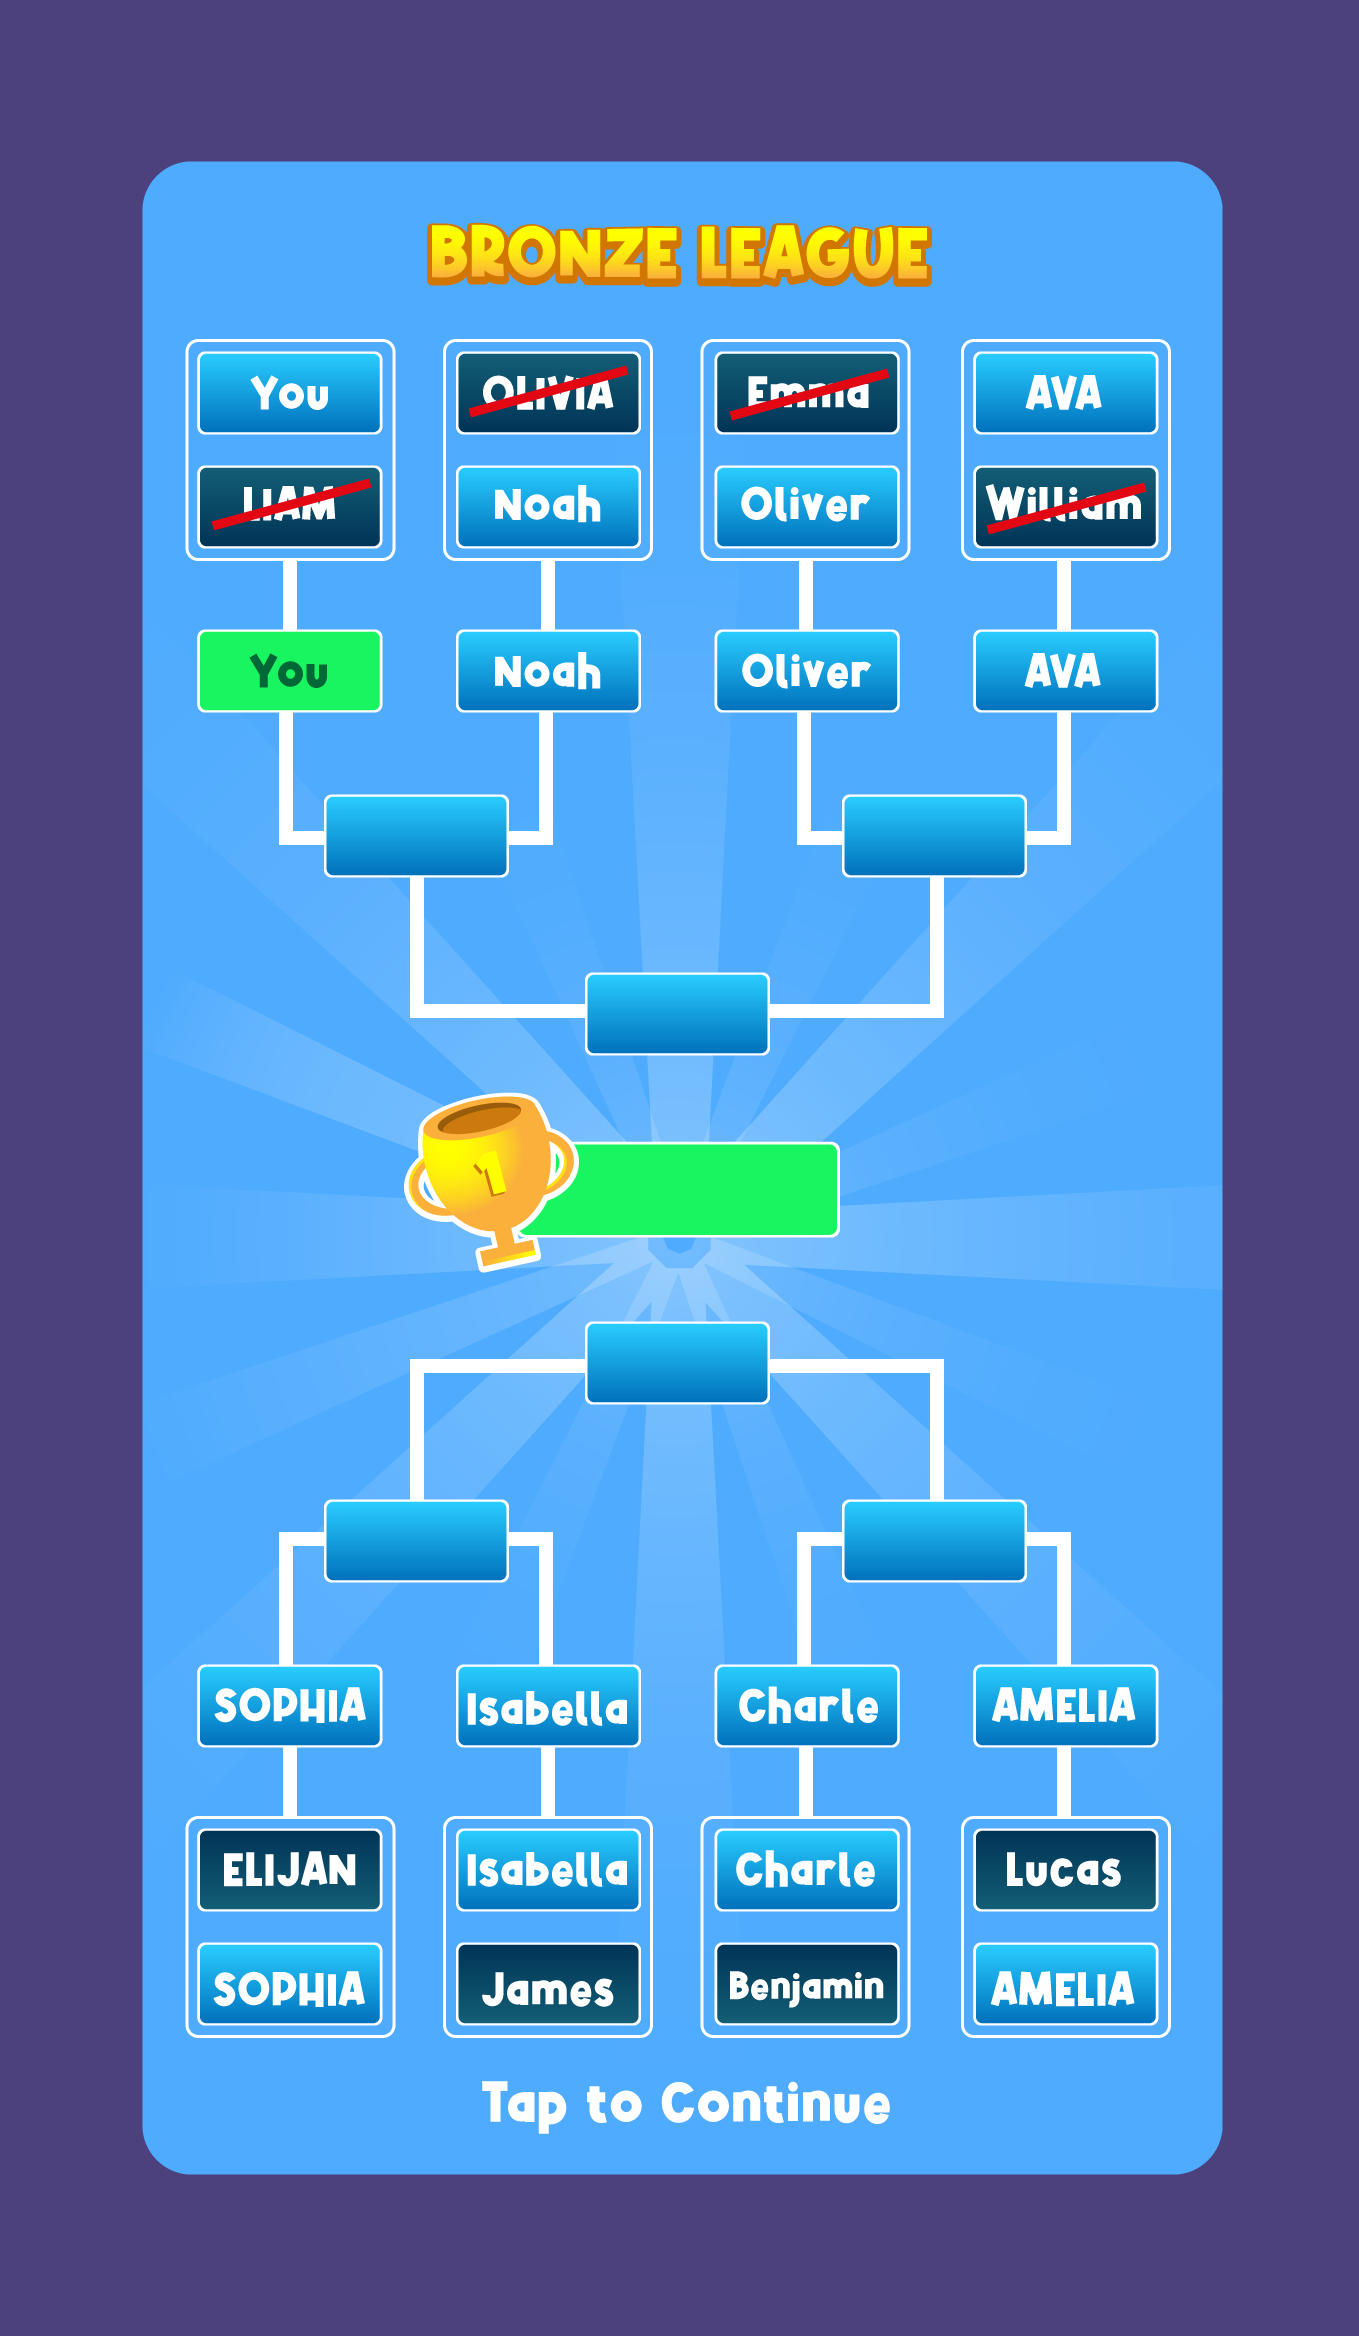 BRONZE LEAGUE
You
OLIVIA
Emma
AVA
LIAM
Noah
Oliver
William
You
Noah
Oliver
AVA
1
SOPHIA
Isabella
Charle
AMELIA
ELIJAN
Isabella
Charle
Lucas
SOPHIA
James
Benjamin
AMELIA
Tap to Continue